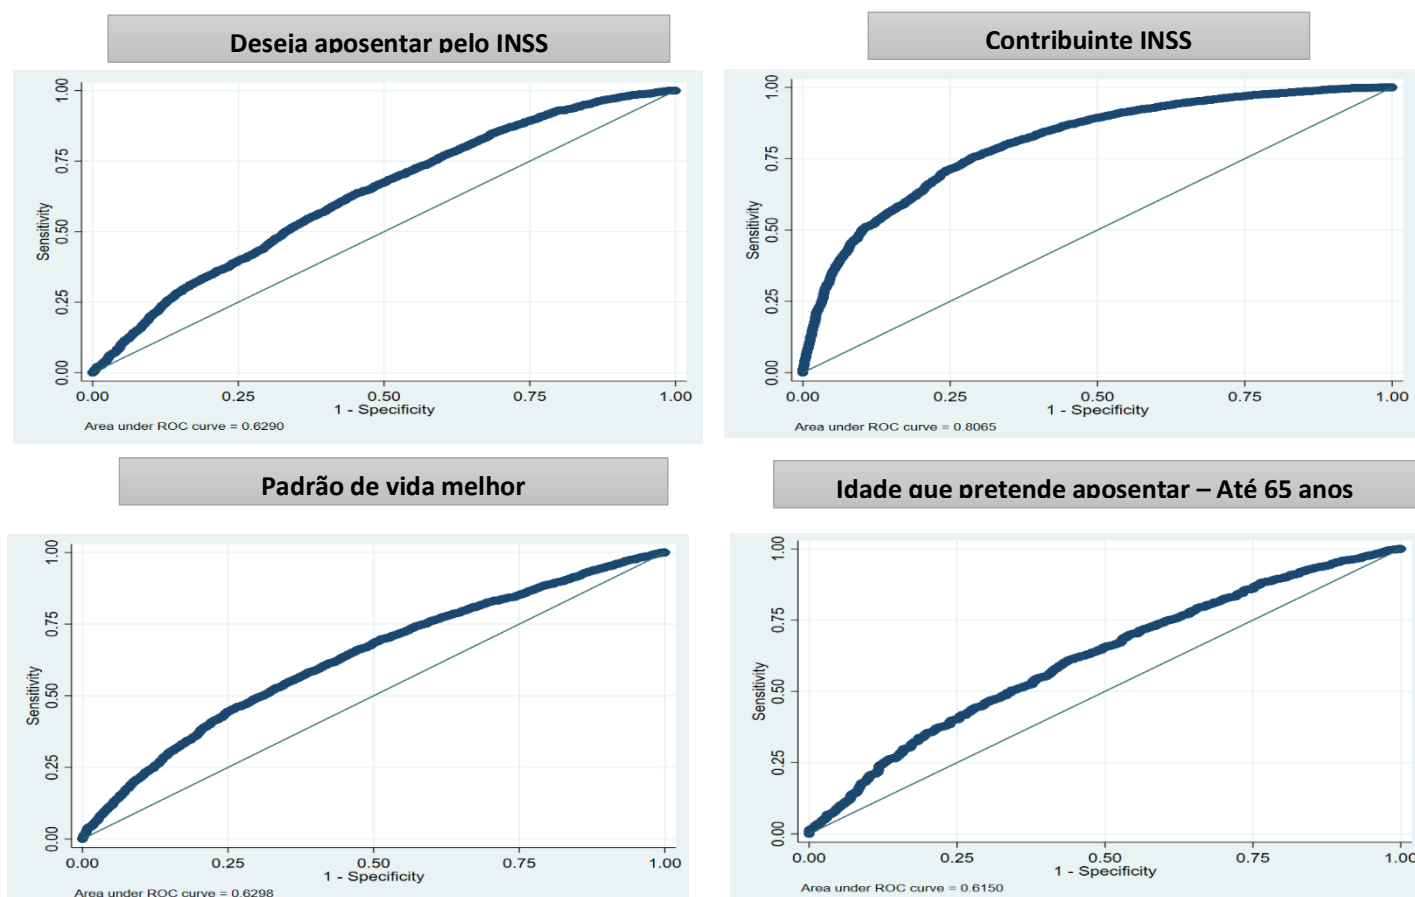 Deseja aposentar pelo INSS
Sensitivity
1.00
0.75
0.50
0.25
0.00
0.00 0.25 0.50 0.75 1.00
1 - Specificity
Area under ROC curve = 0.6290
Contribuinte INSS
Sensitivity
1.00
0.75
0.50
0.25
0.00
0.00 0.25 0.50 0.75 1.00
1 - Specificity
Area under ROC curve = 0.8065
Padrão de vida melhor
Sensitivity
1.00
0.75
0.50
0.25
0.00
0.00 0.25 0.50 0.75 1.00
1 - Specificity
Area under ROC curve = 0.6298
Idade que pretende aposentar – Até 65 anos
Sensitivity
1.00
0.75
0.50
0.25
0.00
0.00 0.25 0.50 0.75 1.00
1 - Specificity
Area under ROC curve = 0.6150